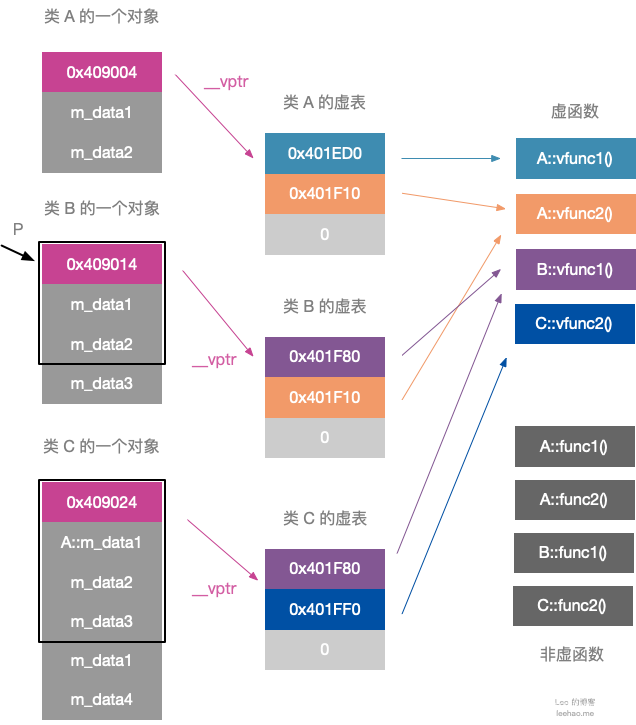 类 A 的一个对象
0x409004
m_data1
m_data2
__vptr
类 A 的虚表
0x401ED0
0x401F10
0
虚函数
A::vfunc1()
A::vfunc2()
B::vfunc1()
C::vfunc2()
类 B 的一个对象
P
0x409014
m_data1
m_data2
m_data3
__vptr
类 B 的虚表
0x401F80
0x401F10
0
类 C 的一个对象
0x409024
A::m_data1
m_data2
m_data3
m_data1
m_data4
__vptr
类 C 的虚表
0x401F80
0x401FF0
0
A::func1()
A::func2()
B::func1()
C::func2()
非虚函数
Leo 的博客
leehao.me